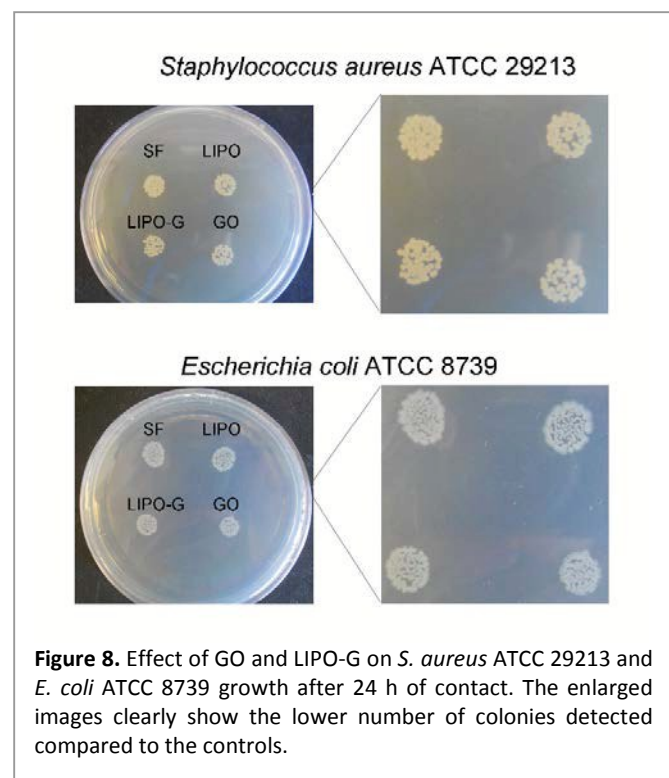 Staphylococcus aureus ATCC 29213
SF LIPO
LIPO-G GO
Escherichia coli ATCC 8739
SF LIPO
LIPO-G GO
Figure 8. Effect of GO and LIPO-G on S. aureus ATCC 29213 and
E. coli ATCC 8739 growth after 24 h of contact. The enlarged
images clearly show the lower number of colonies detected
compared to the controls.